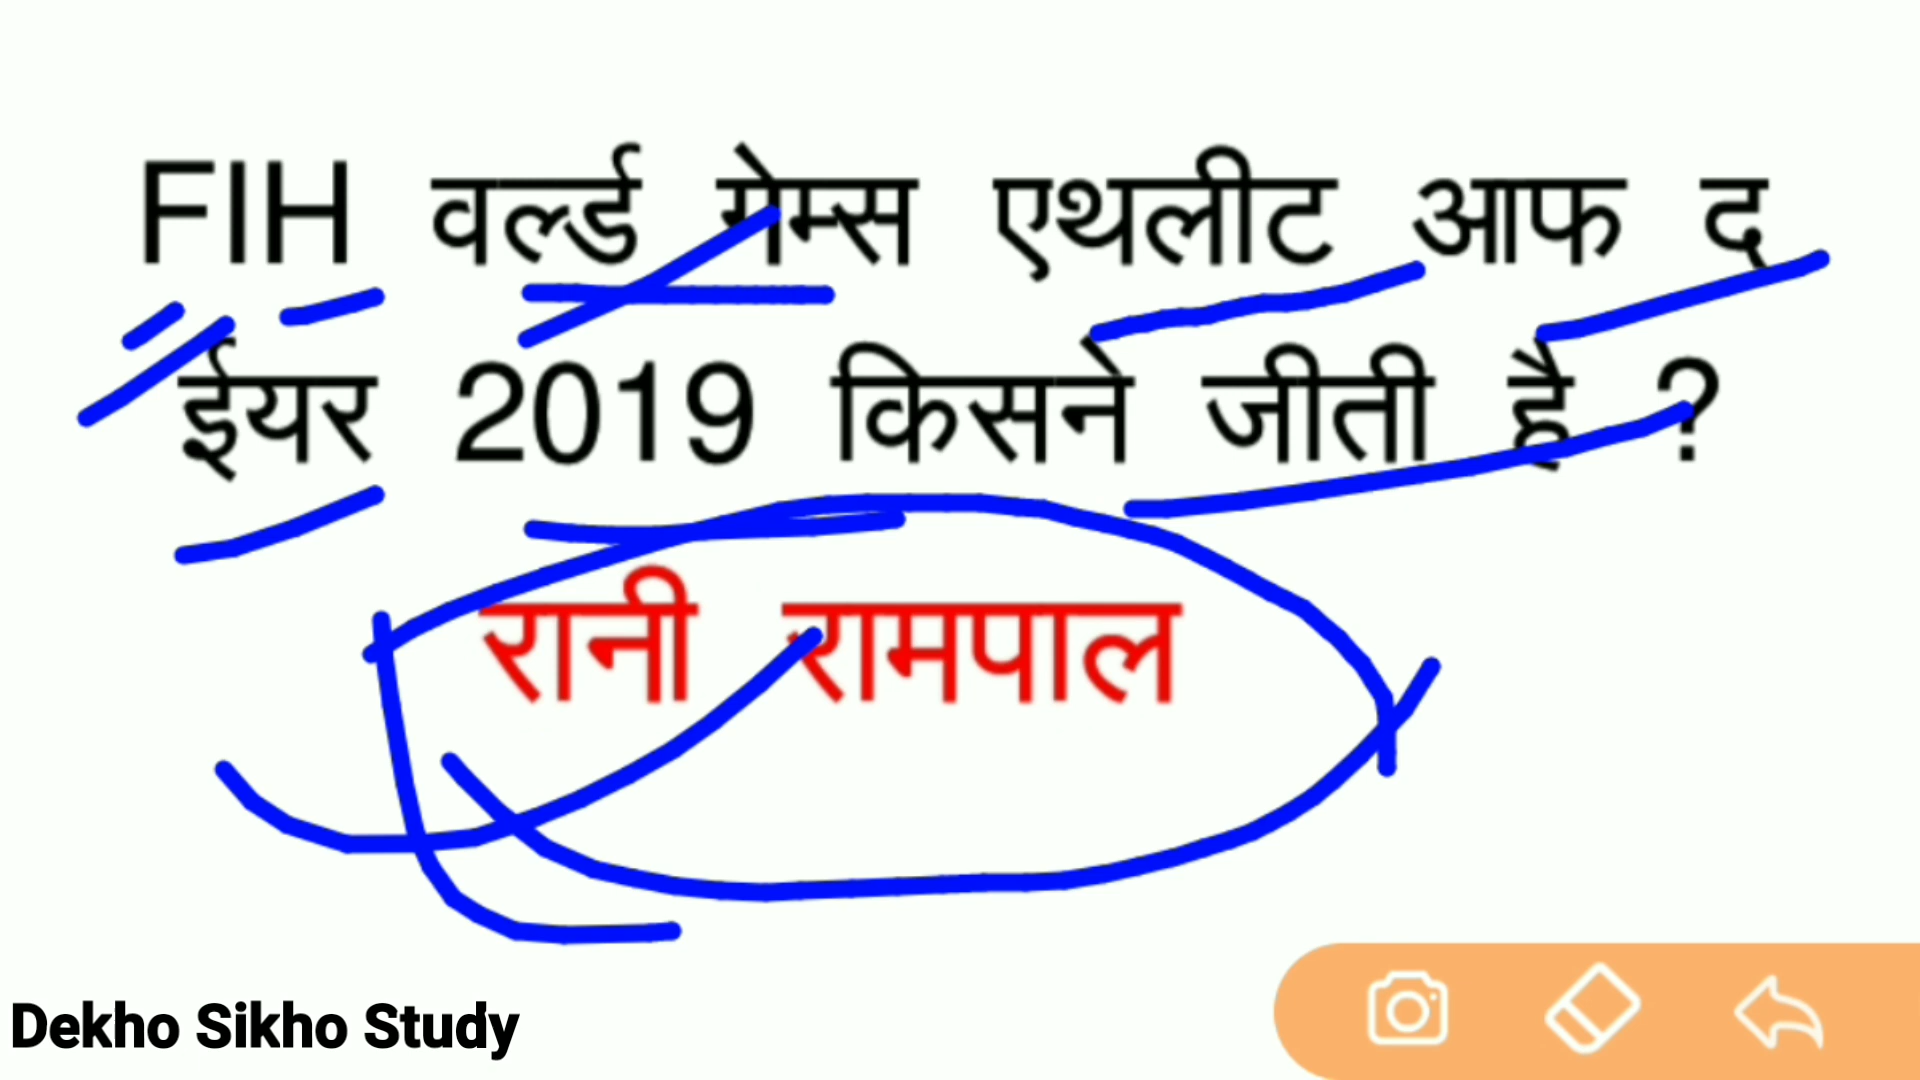 FIH वर्ल्ड गेम्स एथलीट आफ द
ईयर 2019 किसने जीती है ?
रानी रामपाल
Dekho Sikho Study